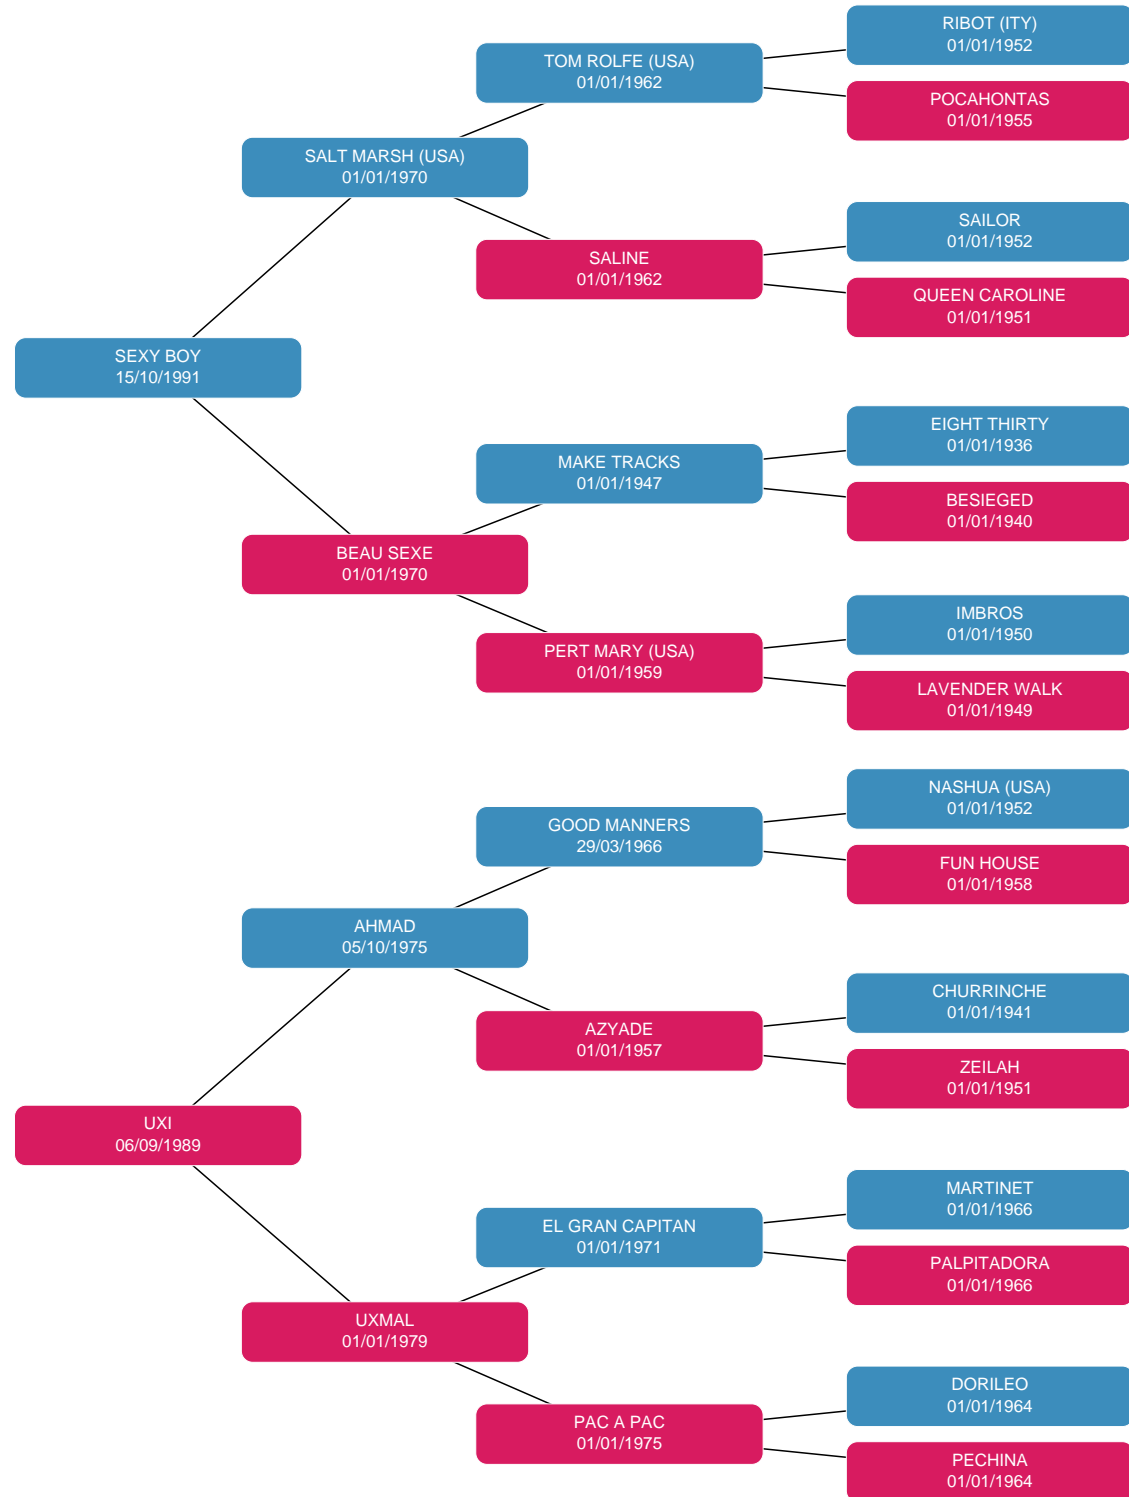 RIBOT (ITY)
01/01/1952
TOM ROLFE (USA)
01/01/1962
POCAHONTAS
01/01/1955
SALT MARSH (USA)
01/01/1970
SAILOR
01/01/1952
SALINE
01/01/1962
QUEEN CAROLINE
01/01/1951
SEXY BOY
15/10/1991
EIGHT THIRTY
01/01/1936
MAKE TRACKS
01/01/1947
BESIEGED
01/01/1940
BEAU SEXE
01/01/1970
IMBROS
01/01/1950
PERT MARY (USA)
01/01/1959
LAVENDER WALK
01/01/1949
NASHUA (USA)
01/01/1952
GOOD MANNERS
29/03/1966
FUN HOUSE
01/01/1958
AHMAD
05/10/1975
CHURRINCHE
01/01/1941
AZYADE
01/01/1957
ZEILAH
01/01/1951
UXI
06/09/1989
MARTINET
01/01/1966
EL GRAN CAPITAN
01/01/1971
PALPITADORA
01/01/1966
UXMAL
01/01/1979
DORILEO
01/01/1964
PAC A PAC
01/01/1975
PECHINA
01/01/1964